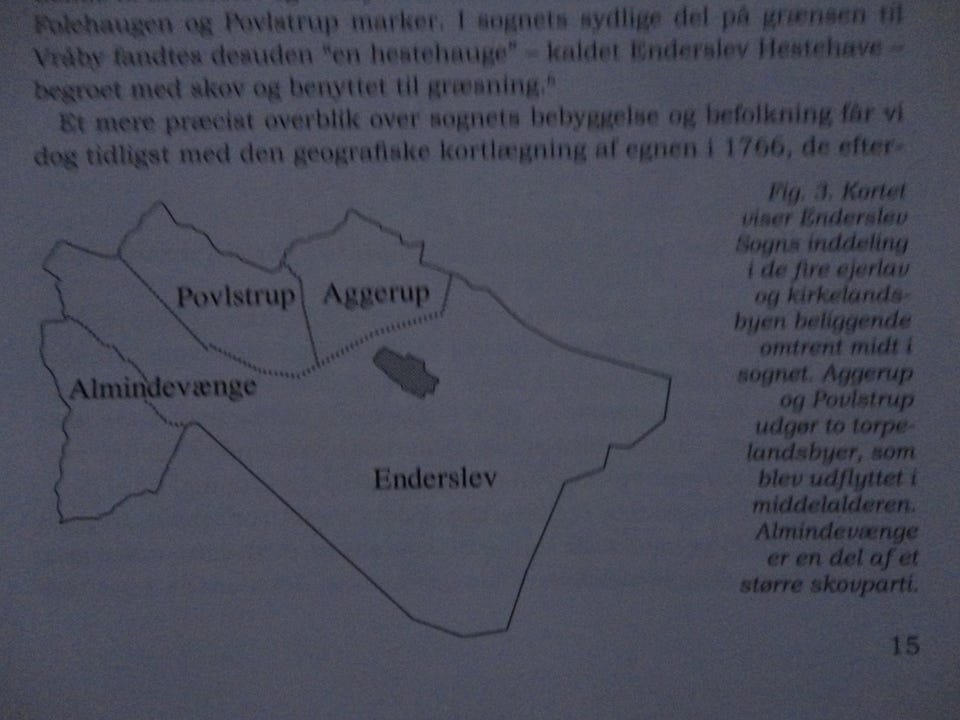 Folehaugen og Povlstrup marker. I sognets sydlige del på grænsen til
Vråby fandtes desuden "en hestehauge" – kaldet Enderslev Hestehave –
begroet med skov og benyttet til græsning.⁶
Et mere præcist overblik over sognets bebyggelse og befolkning får vi
dog tidligst med den geografiske kortlægning af egnen i 1766, de efter-
Povlstrup
Aggerup
Almindevænge
Enderslev
Fig. 3. Kortet
viser Enderslev
Sogns inddeling
i de fire ejerlav
og kirkelands-
byen beliggende
omtrent midt i
sognet. Aggerup
og Povlstrup
udgør to torpe-
landsbyer, som
blev udflyttet i
middelalderen.
Almindevænge
er en del af et
større skovparti.
15